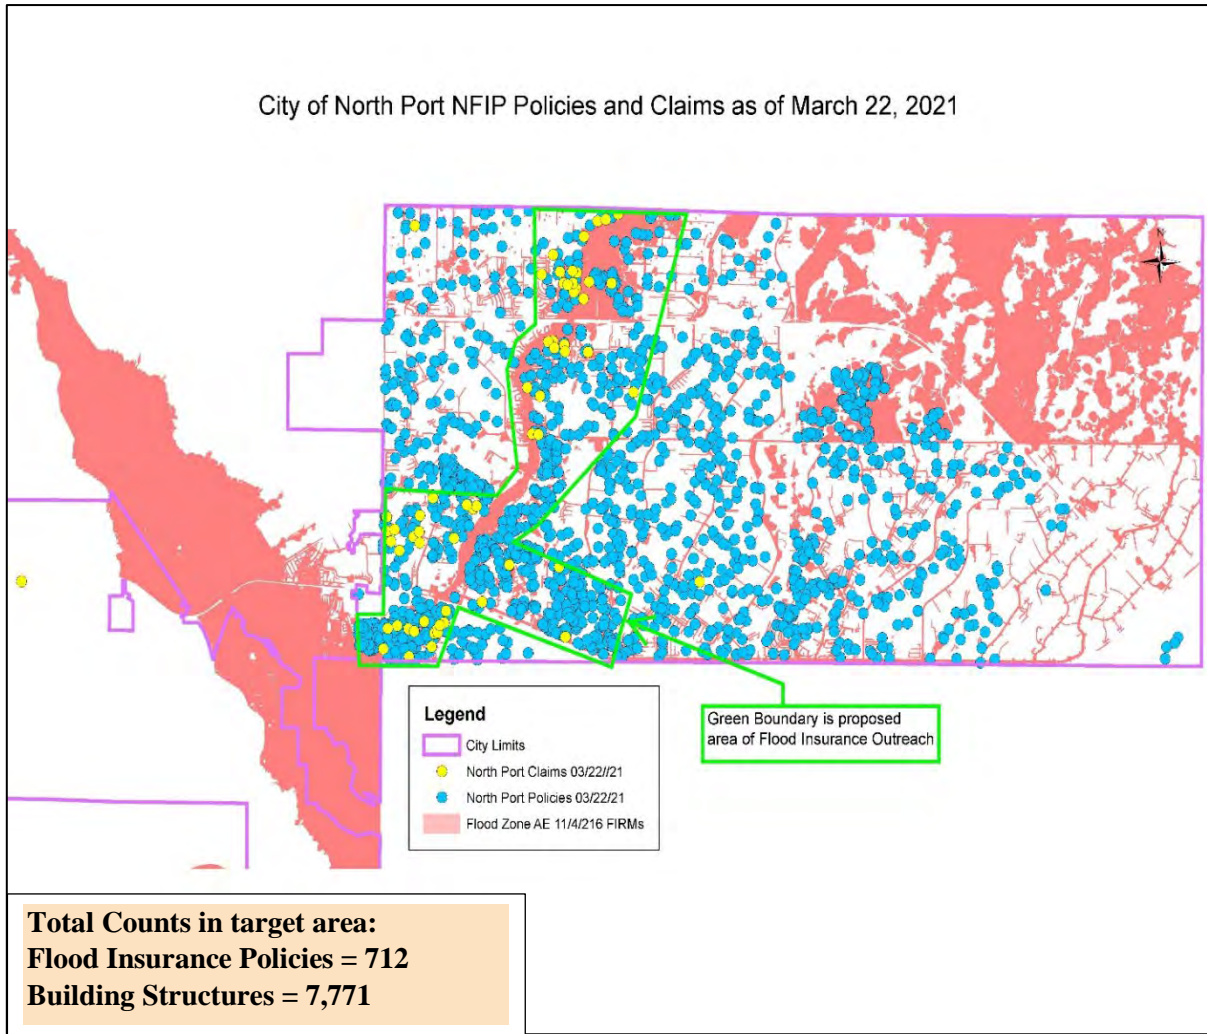 City of North Port NFIP Policies and Claims as of March 22, 2021
N
Legend
City Limits
North Port Claims 03/22//21
North Port Policies 03/22/21
Flood Zone AE 11/4/216 FIRMs
Green Boundary is proposed
area of Flood Insurance Outreach
Total Counts in target area:
Flood Insurance Policies = 712
Building Structures = 7,771